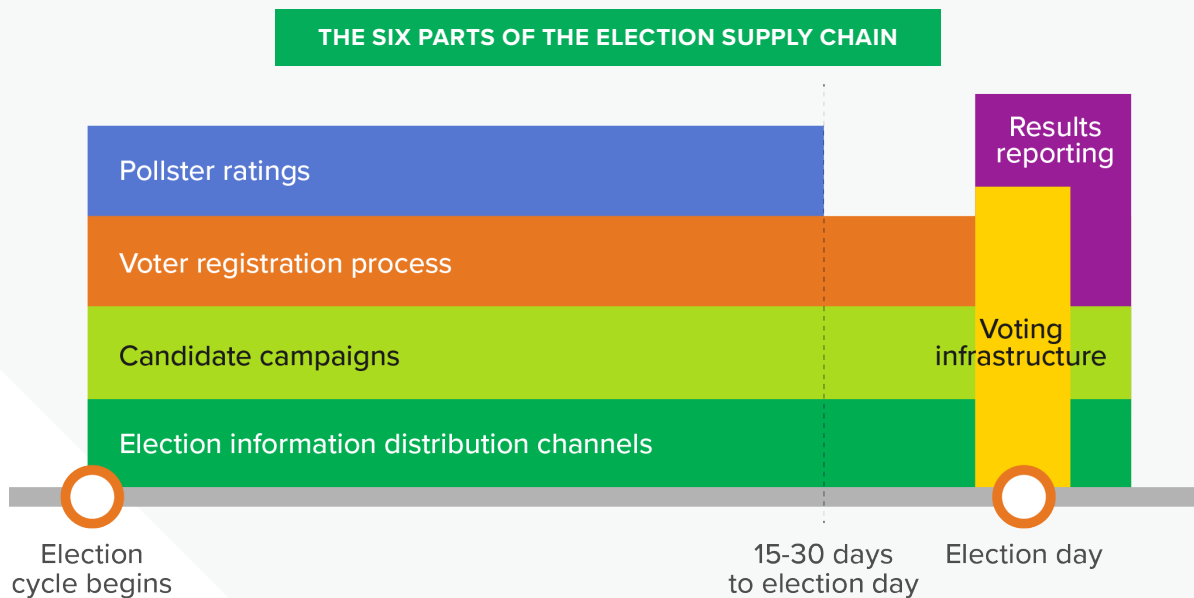 THE SIX PARTS OF THE ELECTION SUPPLY CHAIN
Results
reporting
Pollster ratings
Voter registration process
Candidate campaigns
Voting
infrastructure
Election information distribution channels
Election
cycle begins
15-30 days
to election day
Election day